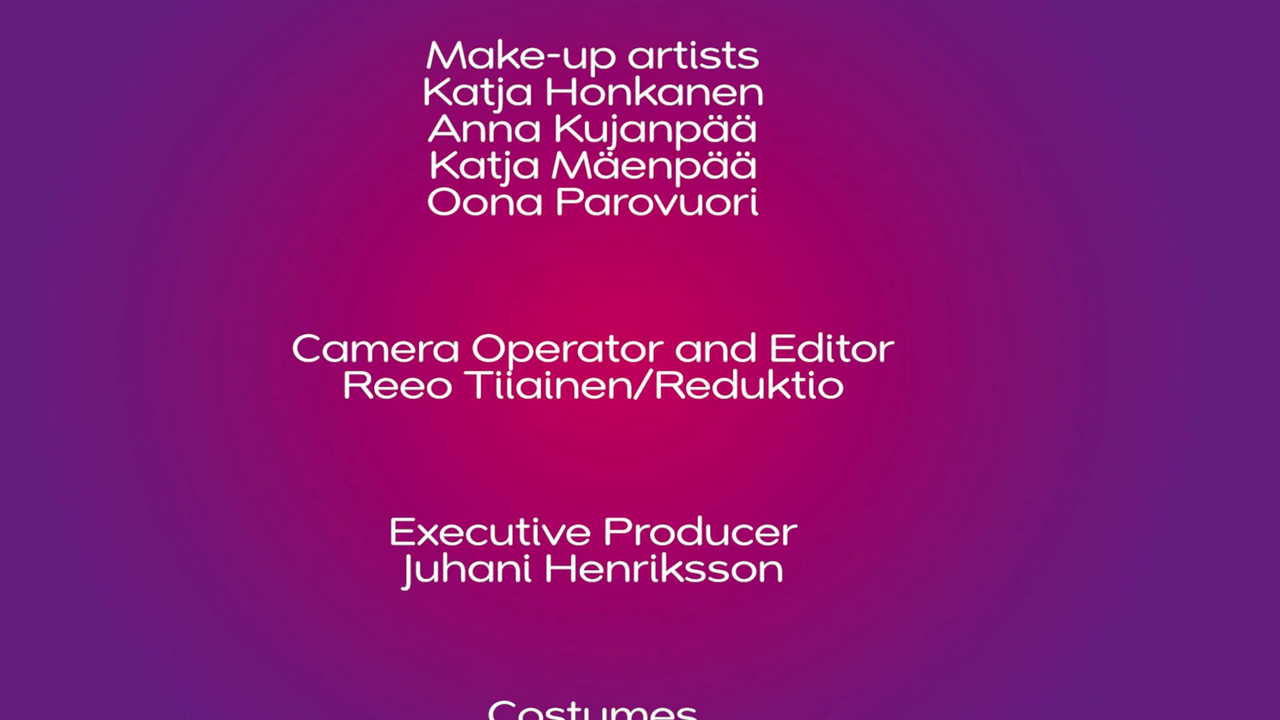 Make-up artists
Katja Honkanen
Anna Kujanpää
Katja Mäenpää
Oona Parovuori
Camera Operator and Editor
Reeo Tiiainen/Reduktio
Executive Producer
Juhani Henriksson
Costumes